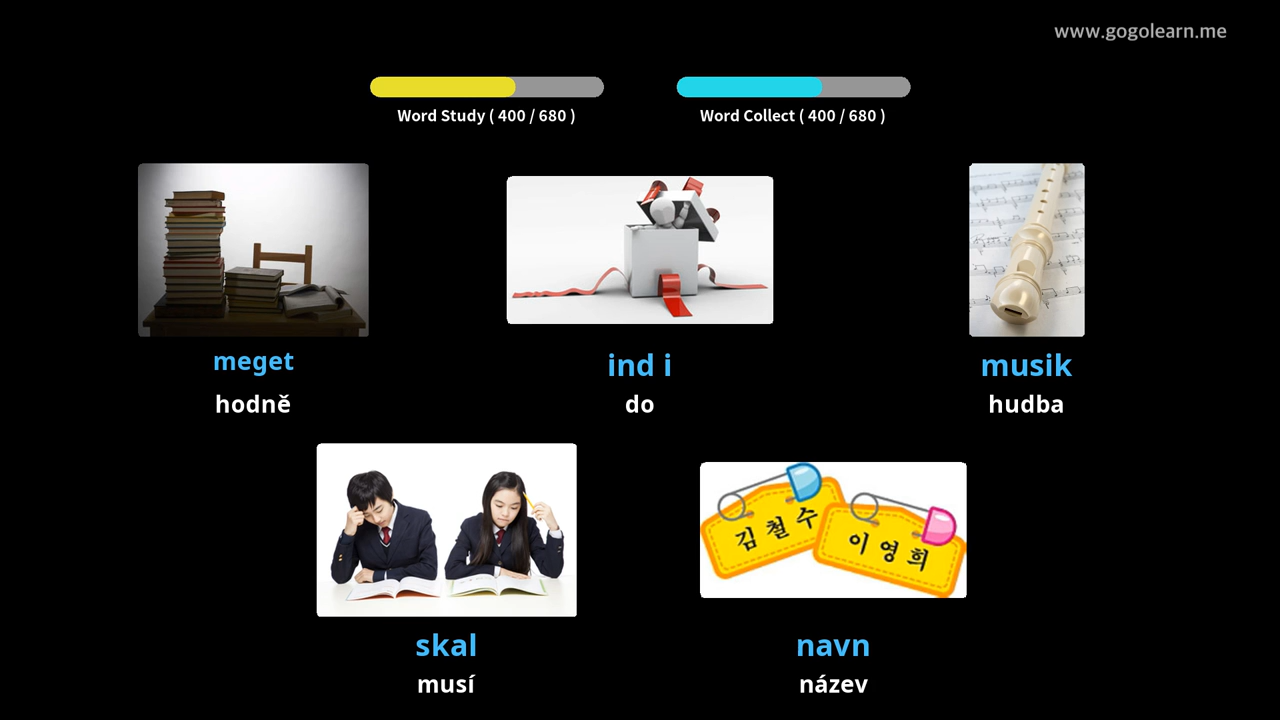 www.gogolearn.me
Word Study ( 400 / 680 )
Word Collect ( 400 / 680 )
meget
hodně
ind i
do
musik
hudba
김철수
이영희
skal
musí
navn
název